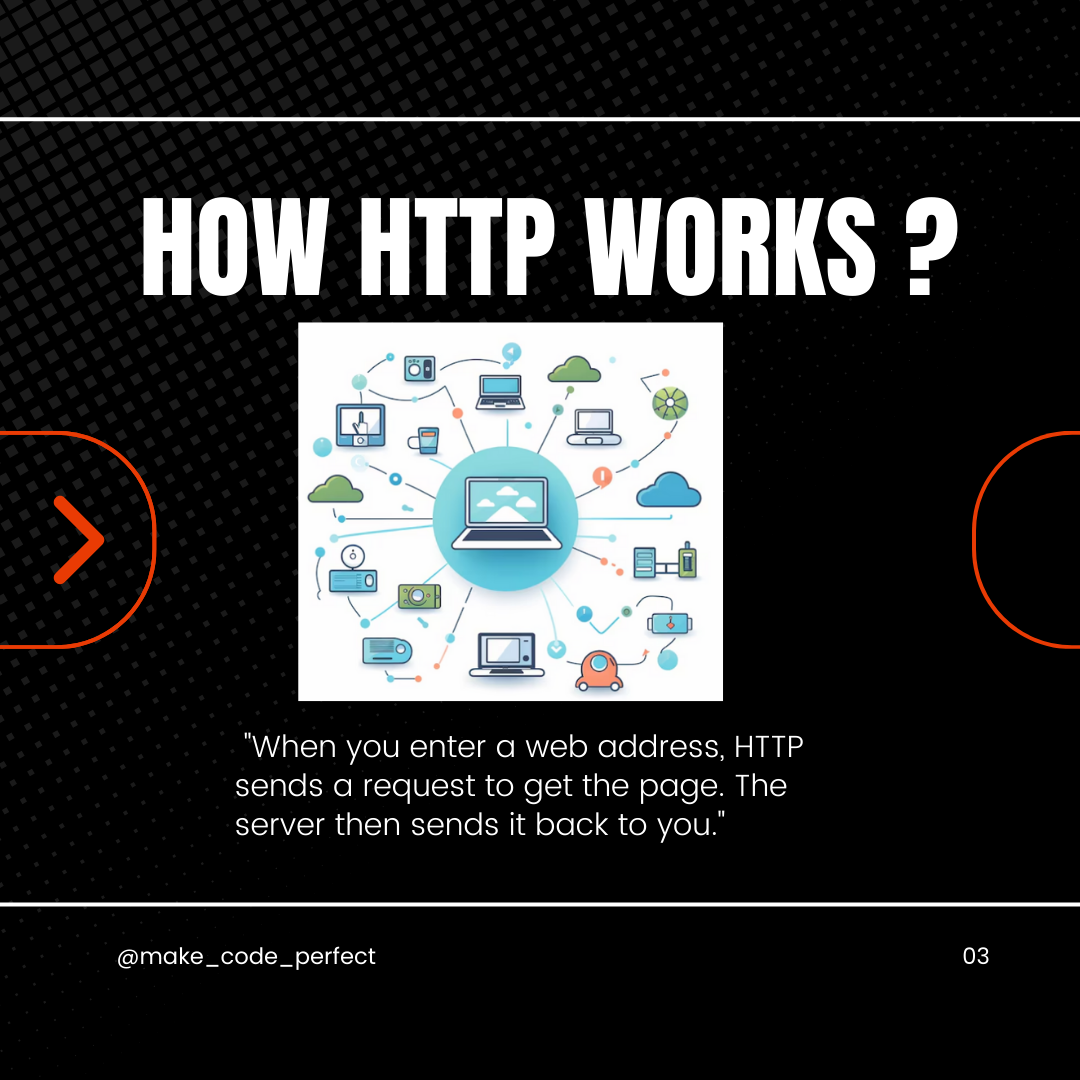 HOW HTTP WORKS ?
"When you enter a web address, HTTP
sends a request to get the page. The
server then sends it back to you."
@make_code_perfect
03